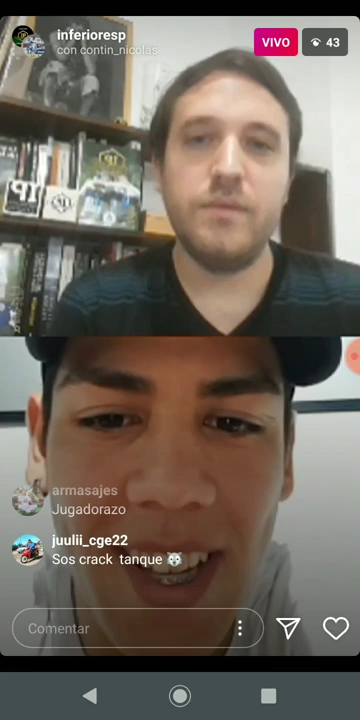 inferioresp
con contin_nicolas
VIVO
43
armasajes
Jugadorazo
juulii_cge22
Sos crack tanque
Comentar